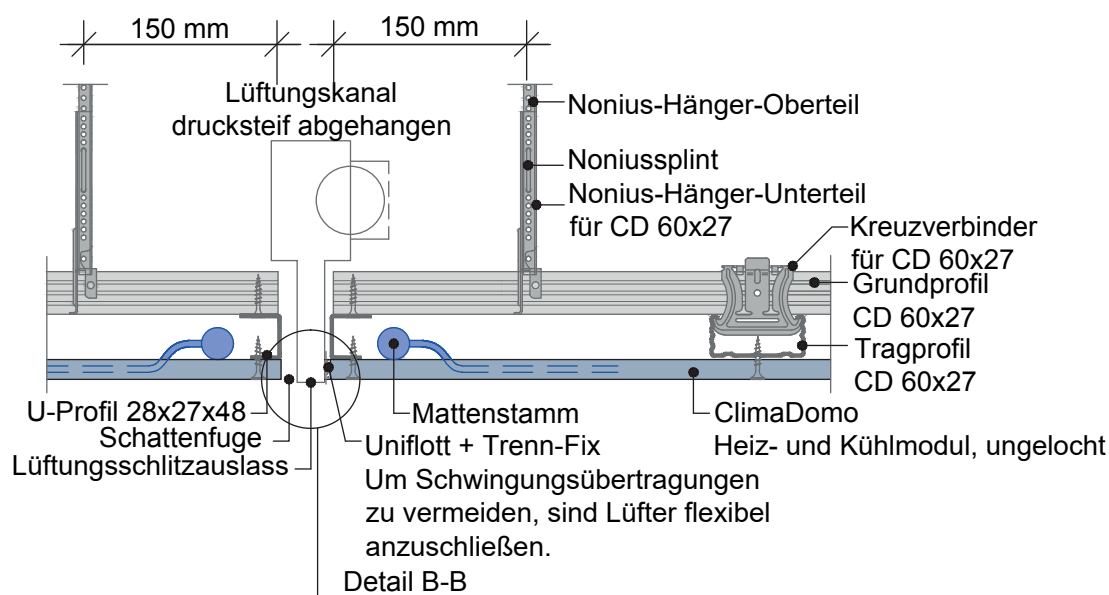 150 mm
150 mm
Lüftungskanal
drucksteif abgehangen
Nonius-Hänger-Oberteil
Noniussplint
Nonius-Hänger-Unterteil
für CD 60x27
Kreuzverbinder
für CD 60x27
Grundprofil
CD 60x27
Tragprofil
CD 60x27
U-Profil 28x27x48
Schattenfuge
Lüftungsschlitzauslass
Mattenstamm
Uniflott + Trenn-Fix
Um Schwingungsübertragungen
zu vermeiden, sind Lüfter flexibel
anzuschließen.
ClimaDomo
Heiz- und Kühlmodul, ungelocht
Detail B-B